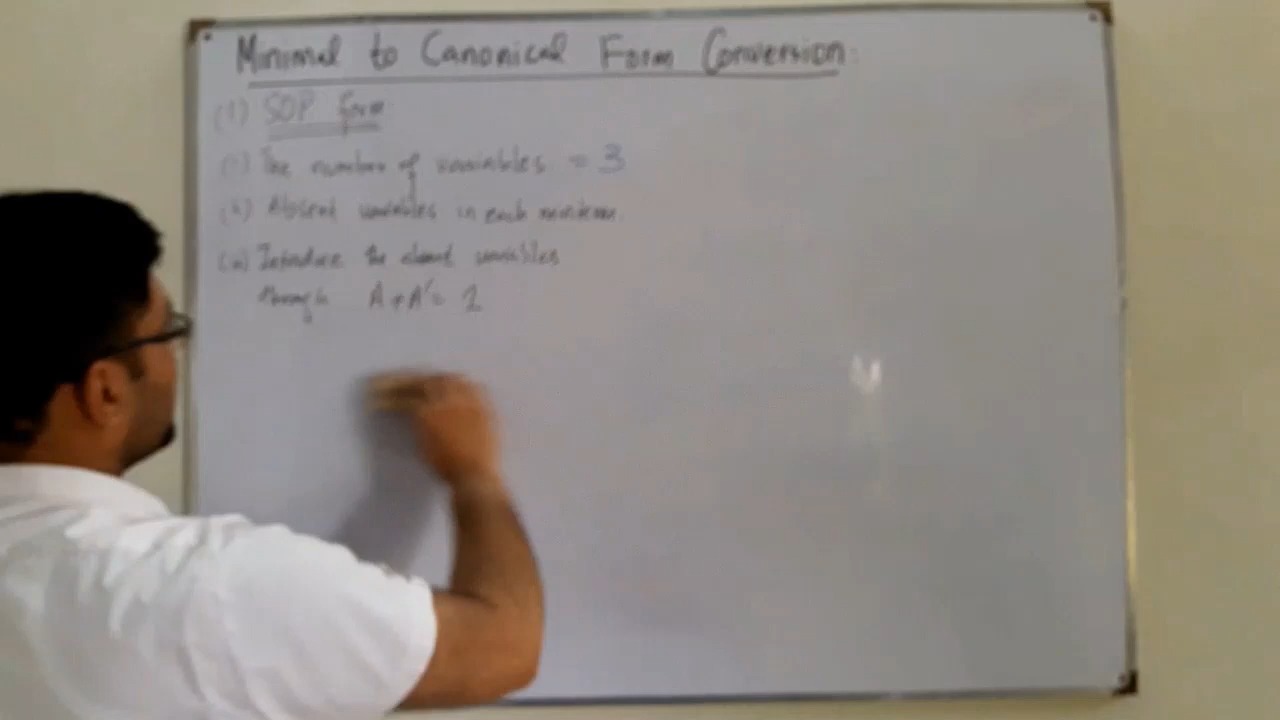 Minimal to Canonical Form Conversion:
(1) SOP form
(i) The number of variables = 3
(ii) Absent variables in each minterm
(iii) Introduce the absent variables
through A + A' = 1